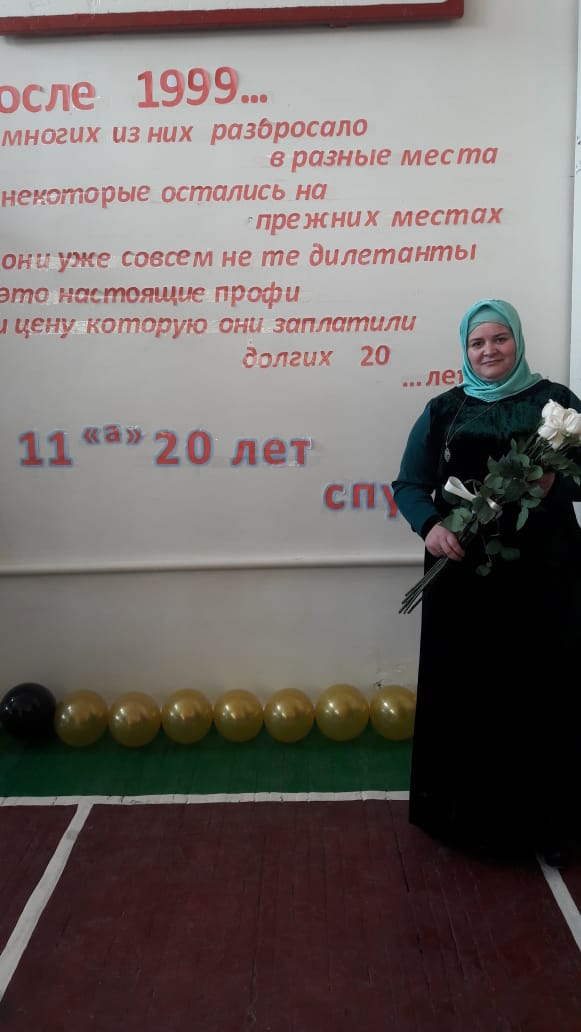 осле 1999...
многих из них разбросало
в разные места
некоторые остались на
прежних местах
они уже совсем не те дилетанты
это настоящие профи
и цену которую они заплатили
долгих 20
...лет
11 «а» 20 лет
спу